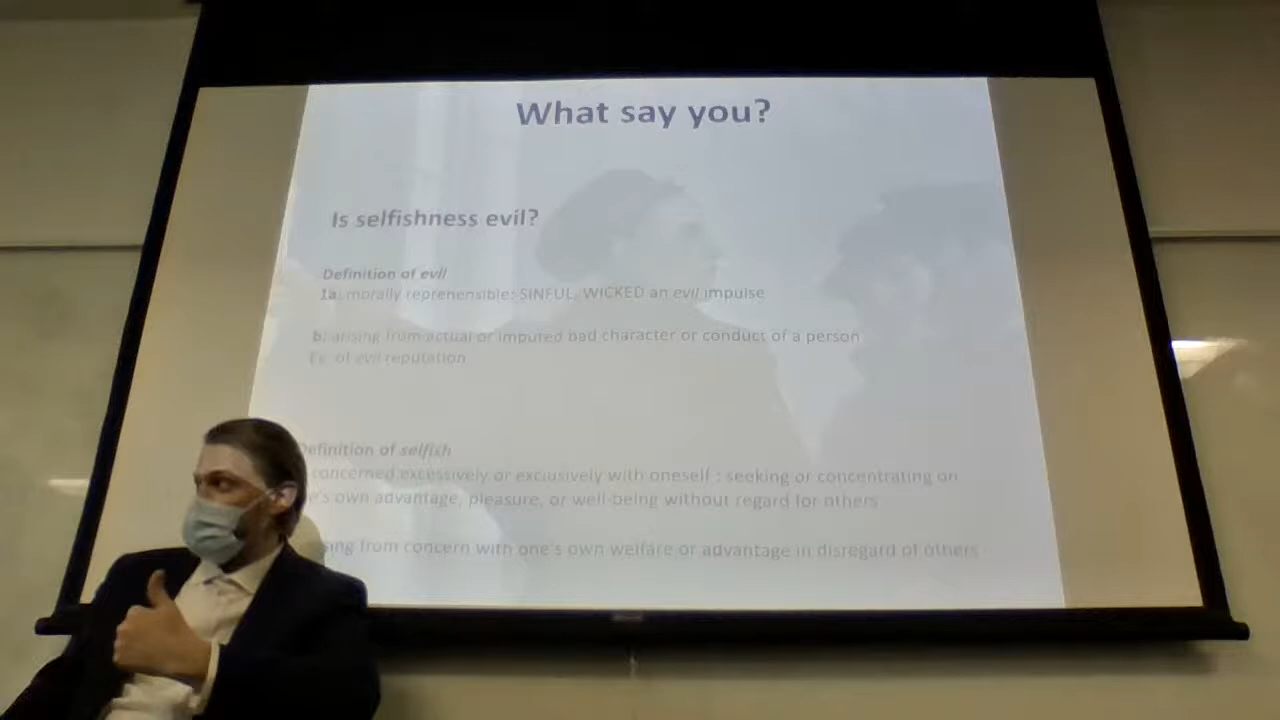 What say you?
Is selfishness evil?
Definition of evil
1a: morally reprehensible: SINFUL, WICKED an evil impulse
b: arising from actual or imputed bad character or conduct of a person
of evil reputation
Definition of selfish
concerned excessively or exclusively with oneself : seeking or concentrating on
own advantage, pleasure, or well-being without regard for others
from concern with one's own welfare or advantage in disregard of others